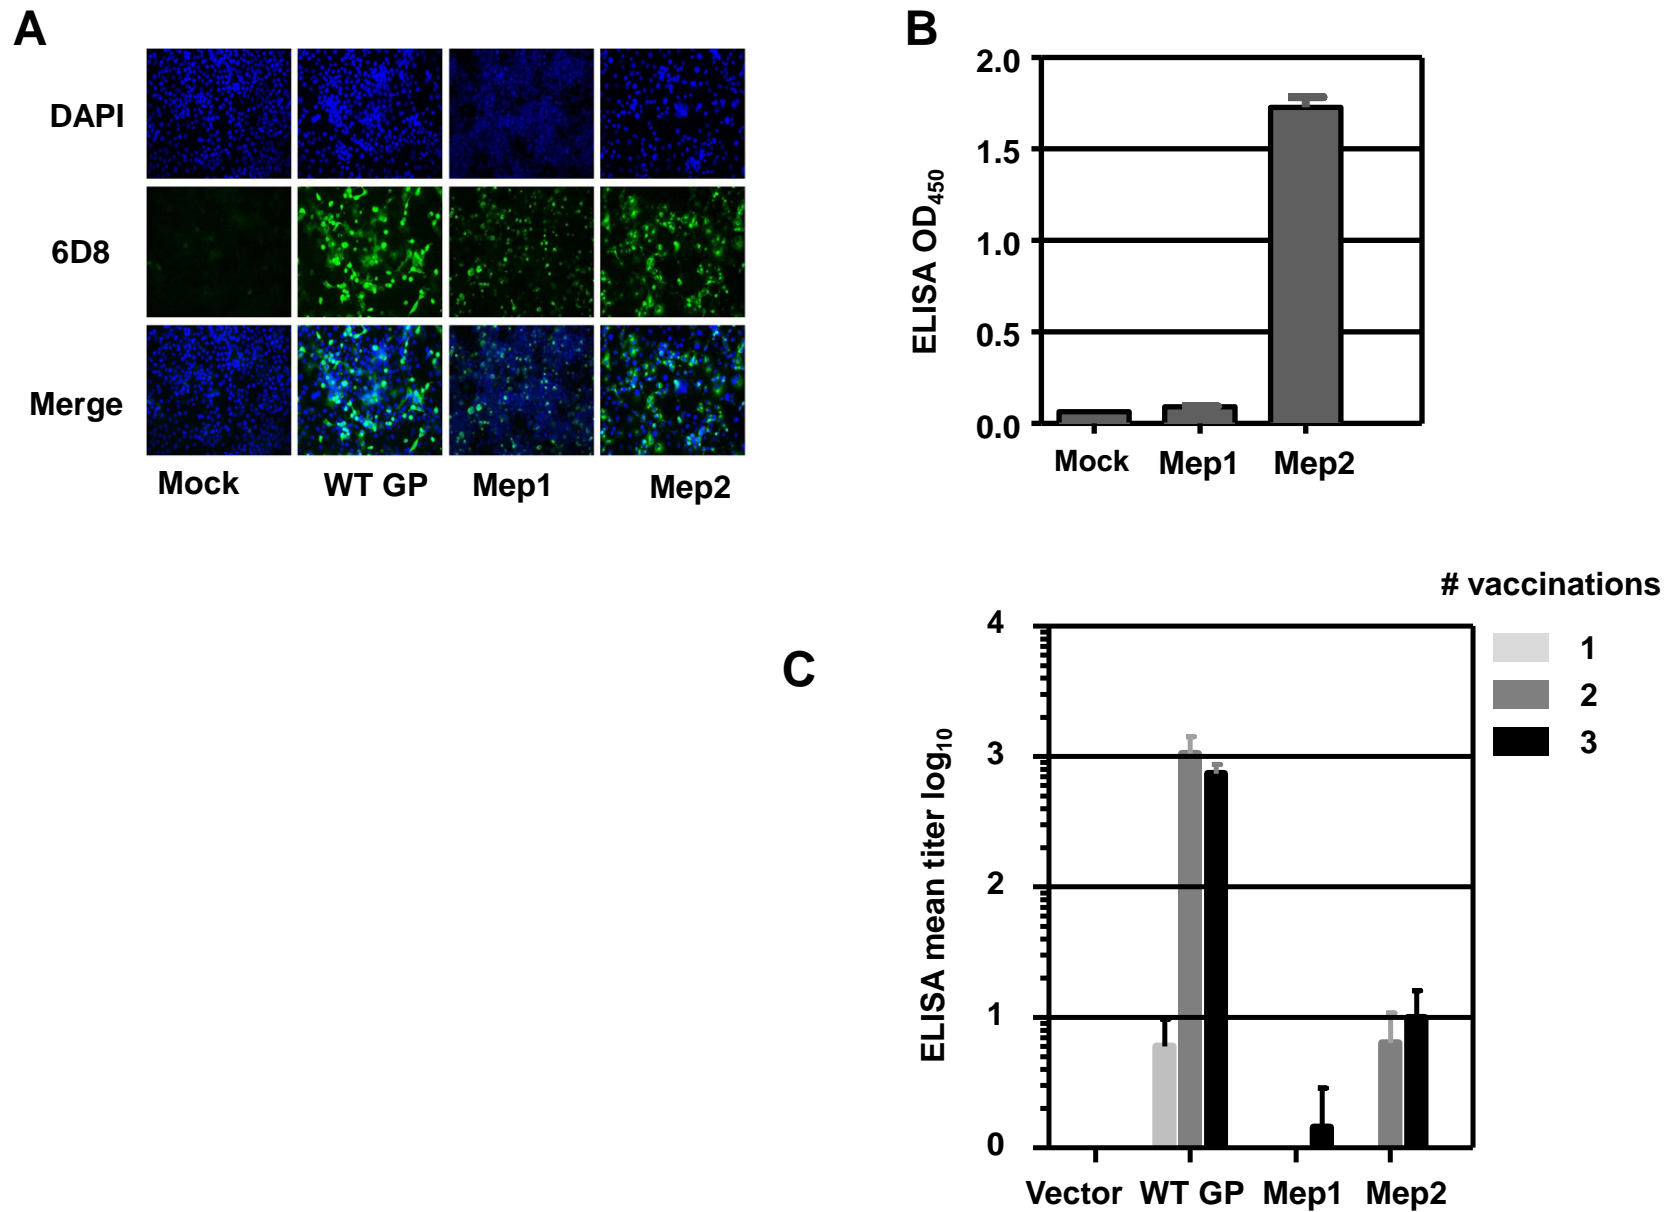 A
DAPI
6D8
Merge
Mock WT GP Mep1 Mep2
B
ELISA OD450
2.0
1.5
1.0
0.5
0.0
Mock Mep1 Mep2
C
# vaccinations
1
2
3
ELISA mean titer log10
4
3
2
1
0
Vector WT GP Mep1 Mep2